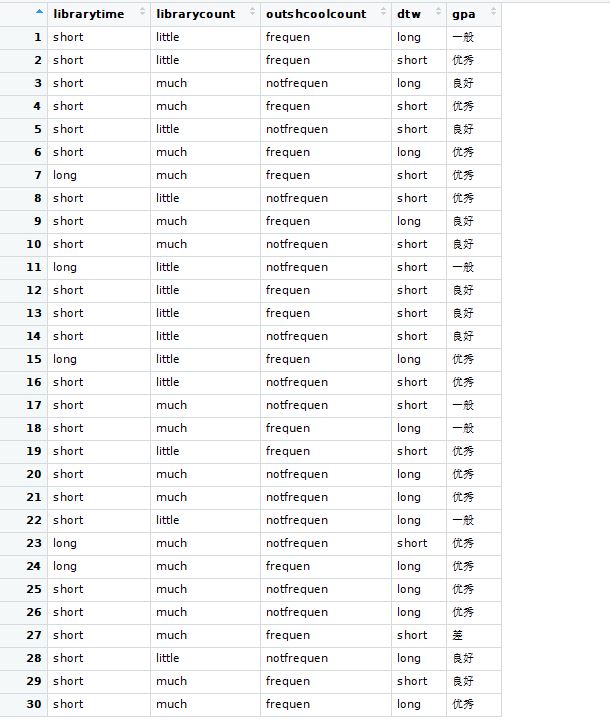 librarytime librarycount outshcoolcount dtw gpa
1 short little frequen long 一般
2 short little frequen short 优秀
3 short much notfrequen long 良好
4 short much frequen short 优秀
5 short little notfrequen short 良好
6 short much frequen long 优秀
7 long much frequen short 优秀
8 short little notfrequen short 优秀
9 short much frequen long 良好
10 short much notfrequen short 良好
11 long little notfrequen short 一般
12 short little frequen short 良好
13 short little frequen short 良好
14 short little notfrequen short 良好
15 long little frequen long 优秀
16 short little notfrequen short 优秀
17 short much notfrequen short 一般
18 short much frequen long 一般
19 short little frequen short 优秀
20 short much notfrequen long 优秀
21 short much notfrequen long 优秀
22 short little notfrequen long 一般
23 long much notfrequen short 优秀
24 long much frequen long 优秀
25 short much notfrequen long 优秀
26 short much notfrequen long 优秀
27 short much frequen short 差
28 short little notfrequen long 良好
29 short much frequen short 良好
30 short much frequen long 优秀